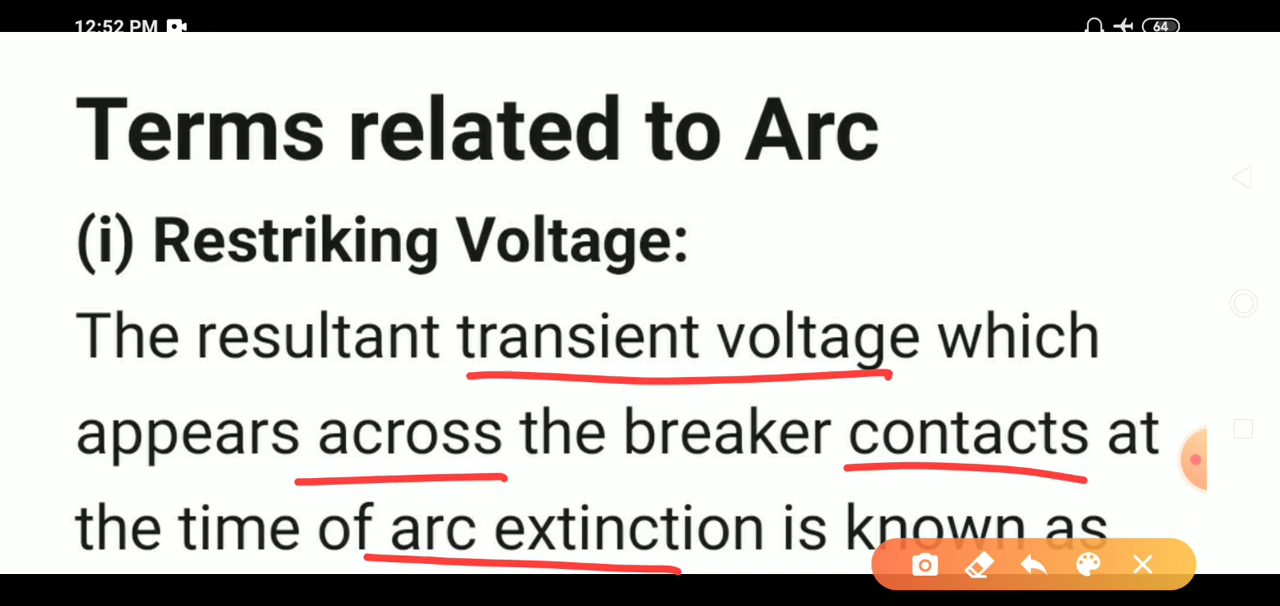 12:52 PM
64
Terms related to Arc
(i) Restriking Voltage:
The resultant transient voltage which
appears across the breaker contacts at
the time of arc extinction is known as